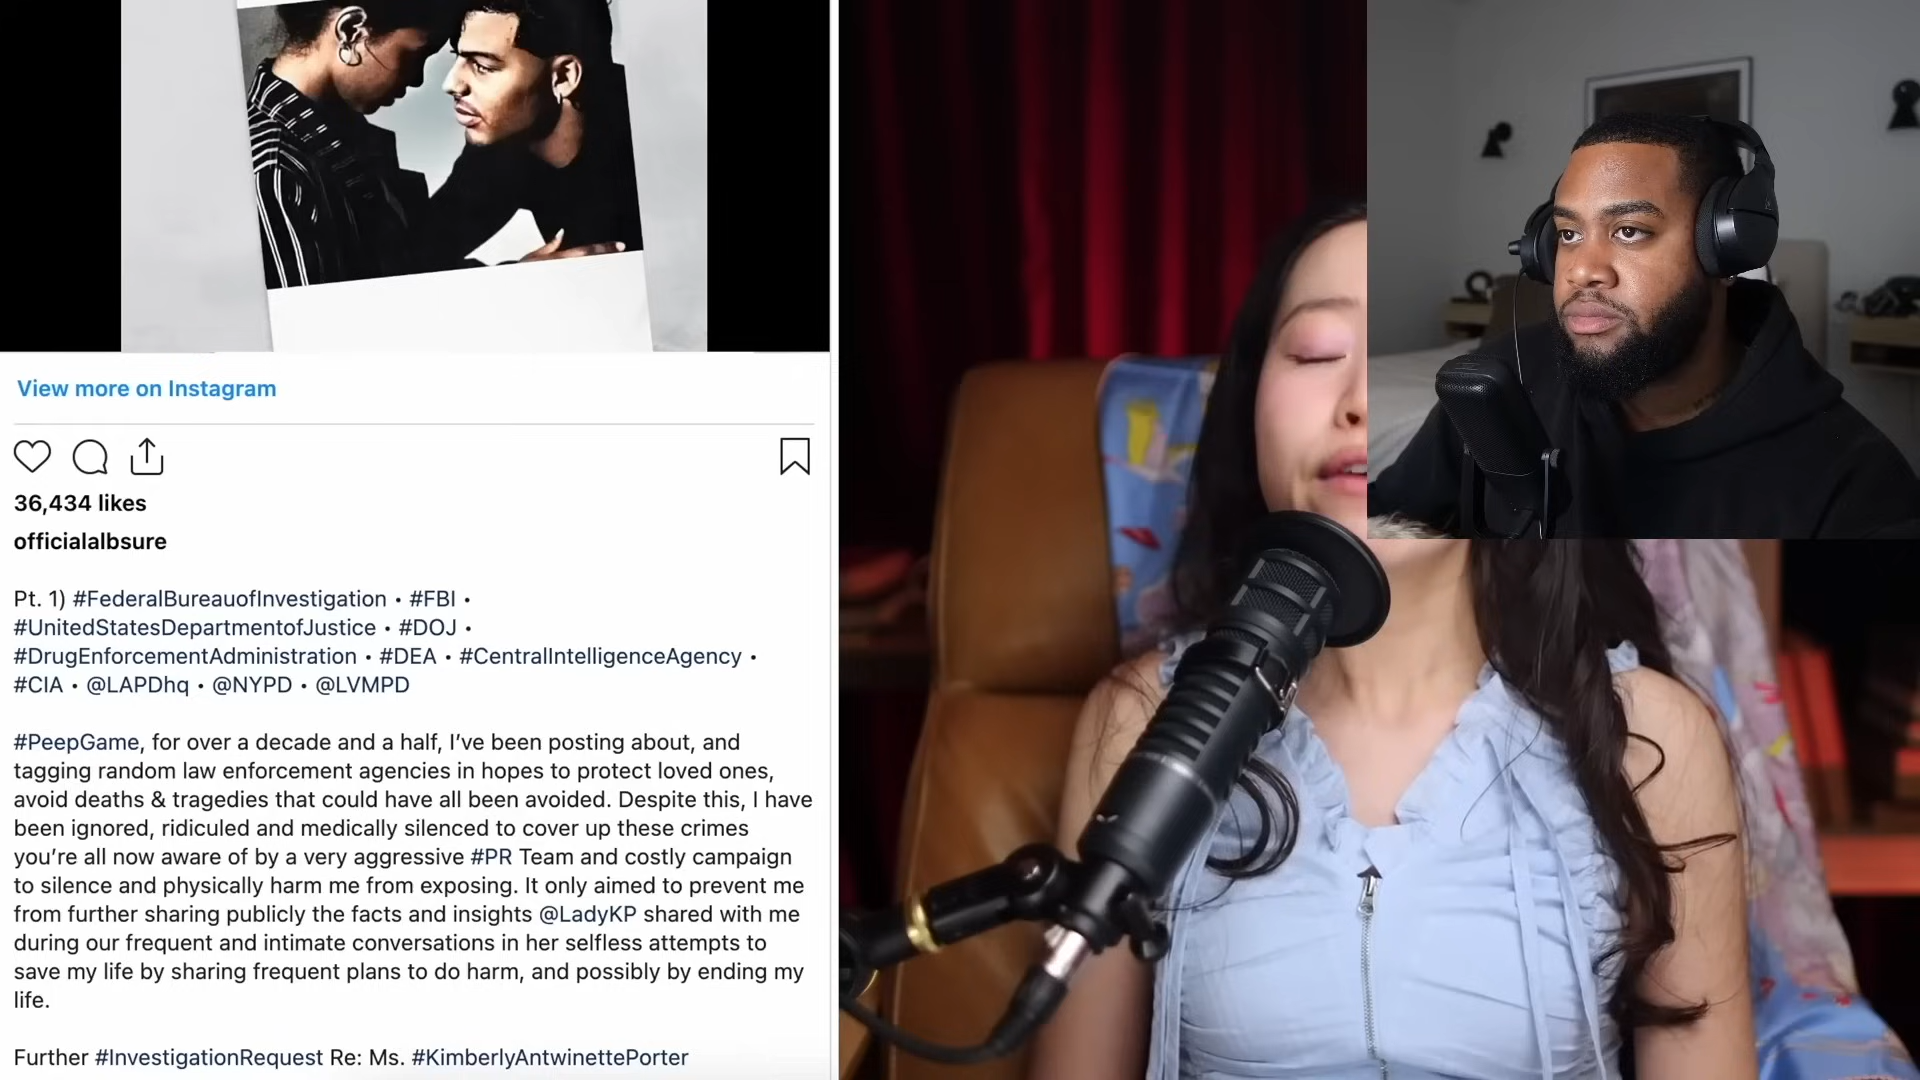 View more on Instagram
36,434 likes
officialalbsure
Pt. 1) #FederalBureauofInvestigation • #FBI •
#UnitedStatesDepartmentofJustice • #DOJ •
#DrugEnforcementAdministration • #DEA • #CentralIntelligenceAgency •
#CIA • @LAPDhq • @NYPD • @LVMPD
#PeepGame, for over a decade and a half, I’ve been posting about, and
tagging random law enforcement agencies in hopes to protect loved ones,
avoid deaths & tragedies that could have all been avoided. Despite this, I have
been ignored, ridiculed and medically silenced to cover up these crimes
you’re all now aware of by a very aggressive #PR Team and costly campaign
to silence and physically harm me from exposing. It only aimed to prevent me
from further sharing publicly the facts and insights @LadyKP shared with me
during our frequent and intimate conversations in her selfless attempts to
save my life by sharing frequent plans to do harm, and possibly by ending my
life.
Further #InvestigationRequest Re: Ms. #KimberlyAntwinettePorter